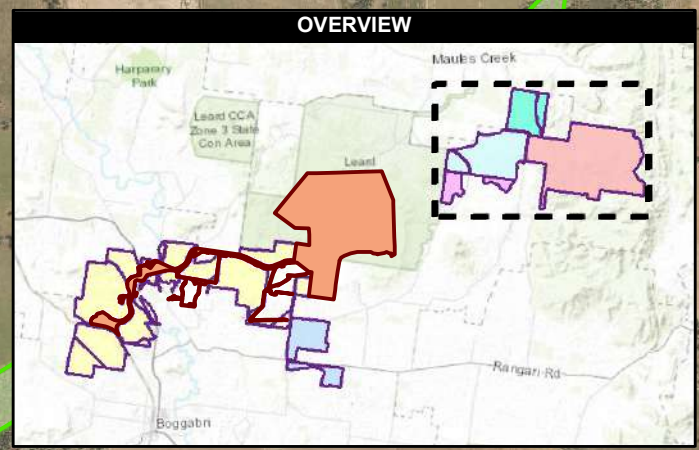 OVERVIEW
Maules Creek
Harparary
Park
Leard CCA
Zone 3 State
Con Area
Leard
Rangari Rd
Boggabri